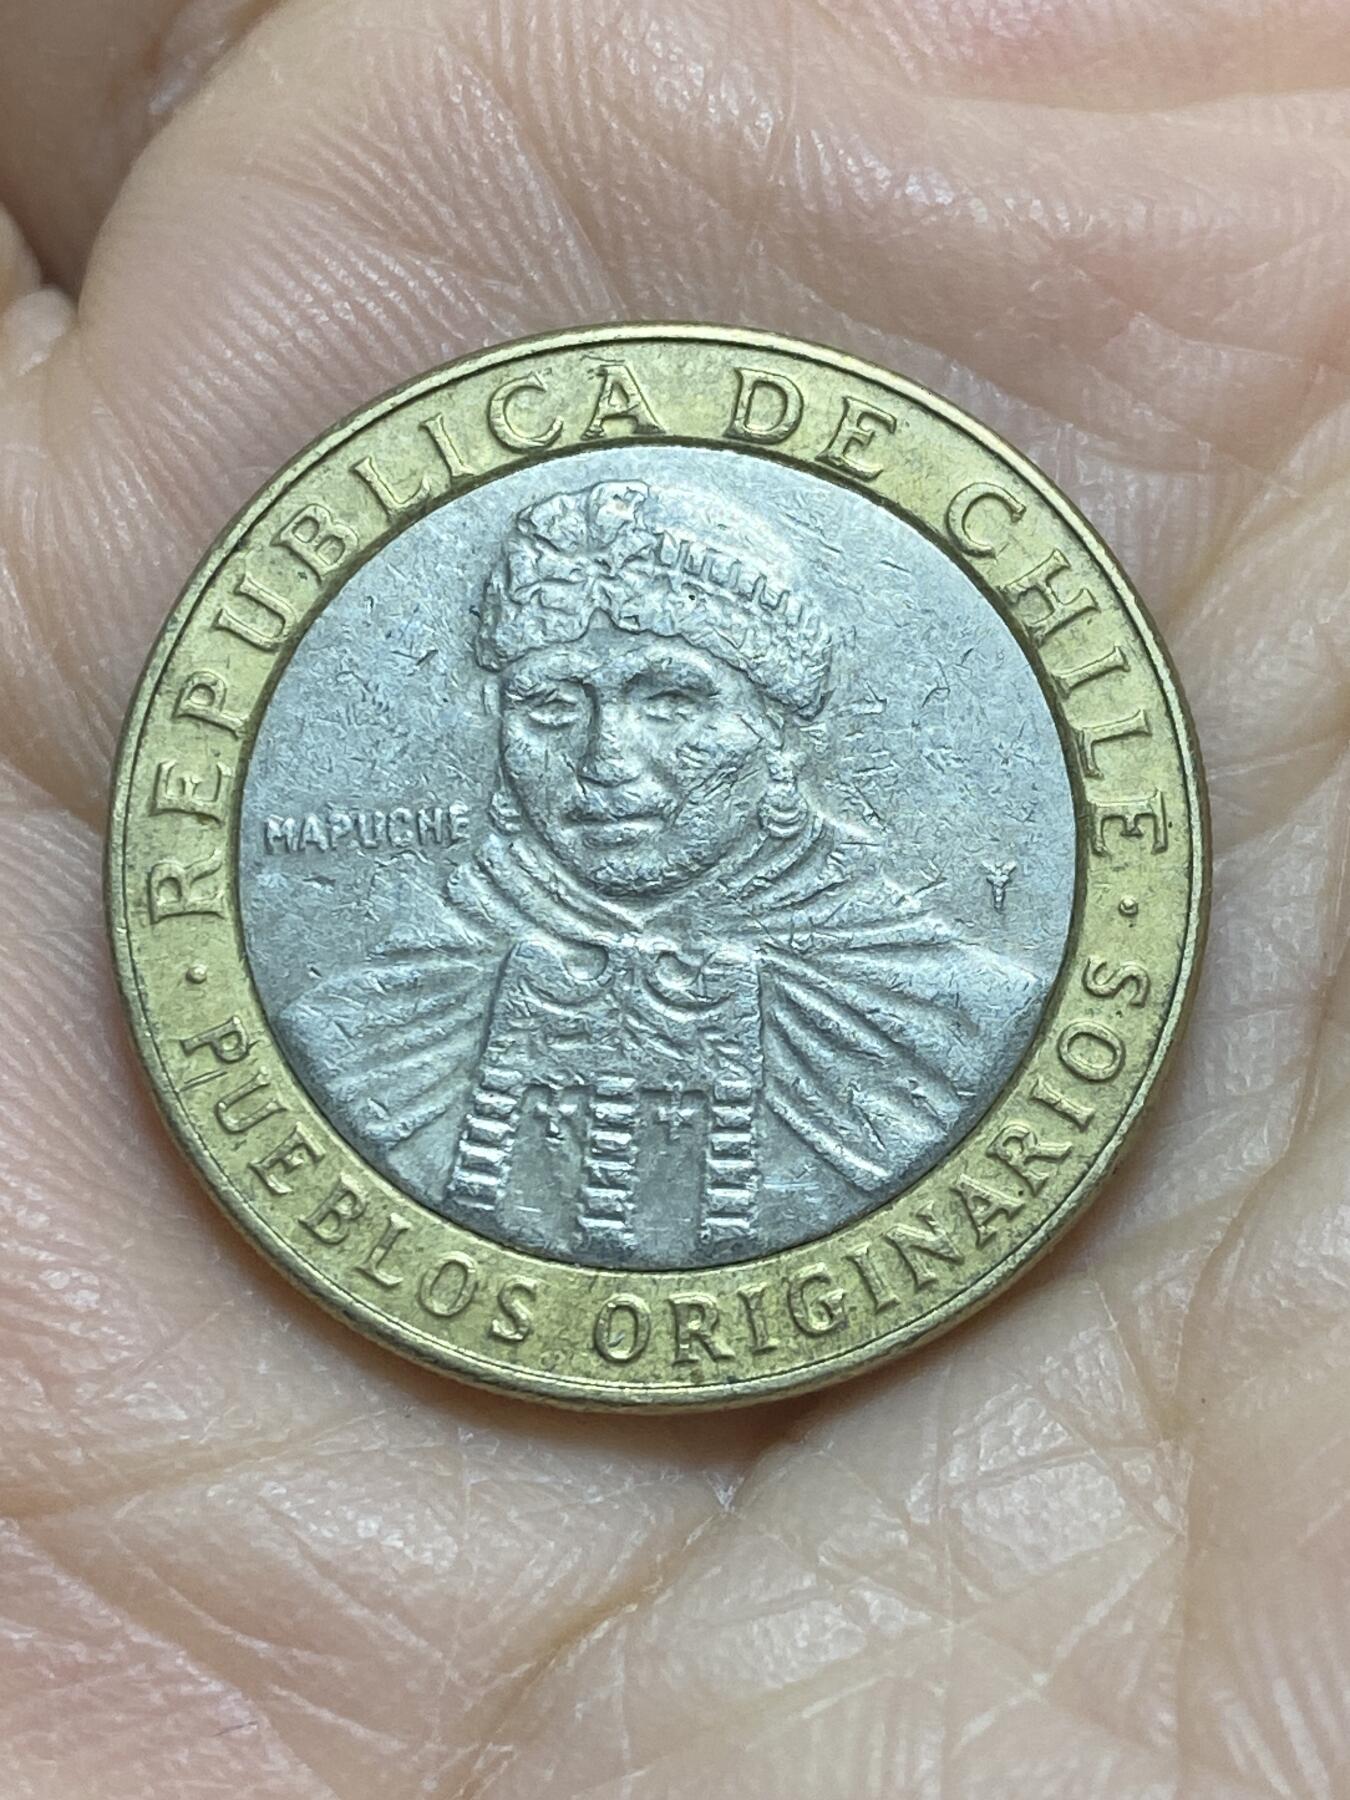 REPUBLICA DE CHILE
MAPUCHE
PUEBLOS ORIGINARIOS